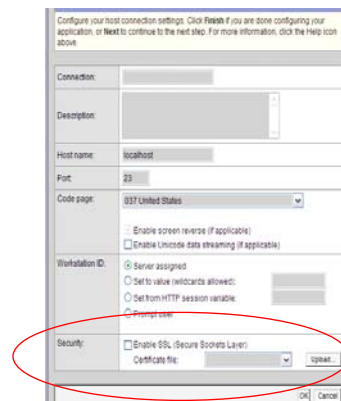 Configure your host connection settings. Click Finish if you are done configuring your
application, or Next to continue to the next step. For more information, click the Help icon
above.
Connection:
Description:
Host name: localhost
Port: 23
Code page: 037 United States
Enable screen reverse (if applicable)
Enable Unicode data streaming (if applicable)
Workstation ID: Server assigned
Set to value (wildcards allowed):
Set from HTTP session variable:
Prompt user
Security: Enable SSL (Secure Sockets Layer)
Certificate file: Upload...
OK Cancel